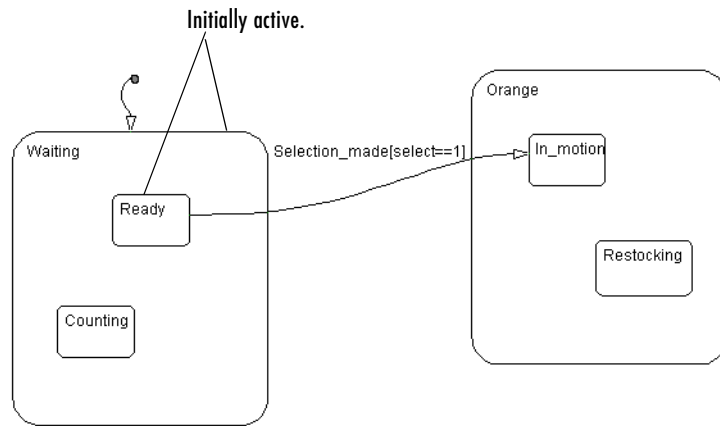 Initially active.
Orange
Waiting
Selection_made[select==1]
In_motion
Ready
Restocking
Counting